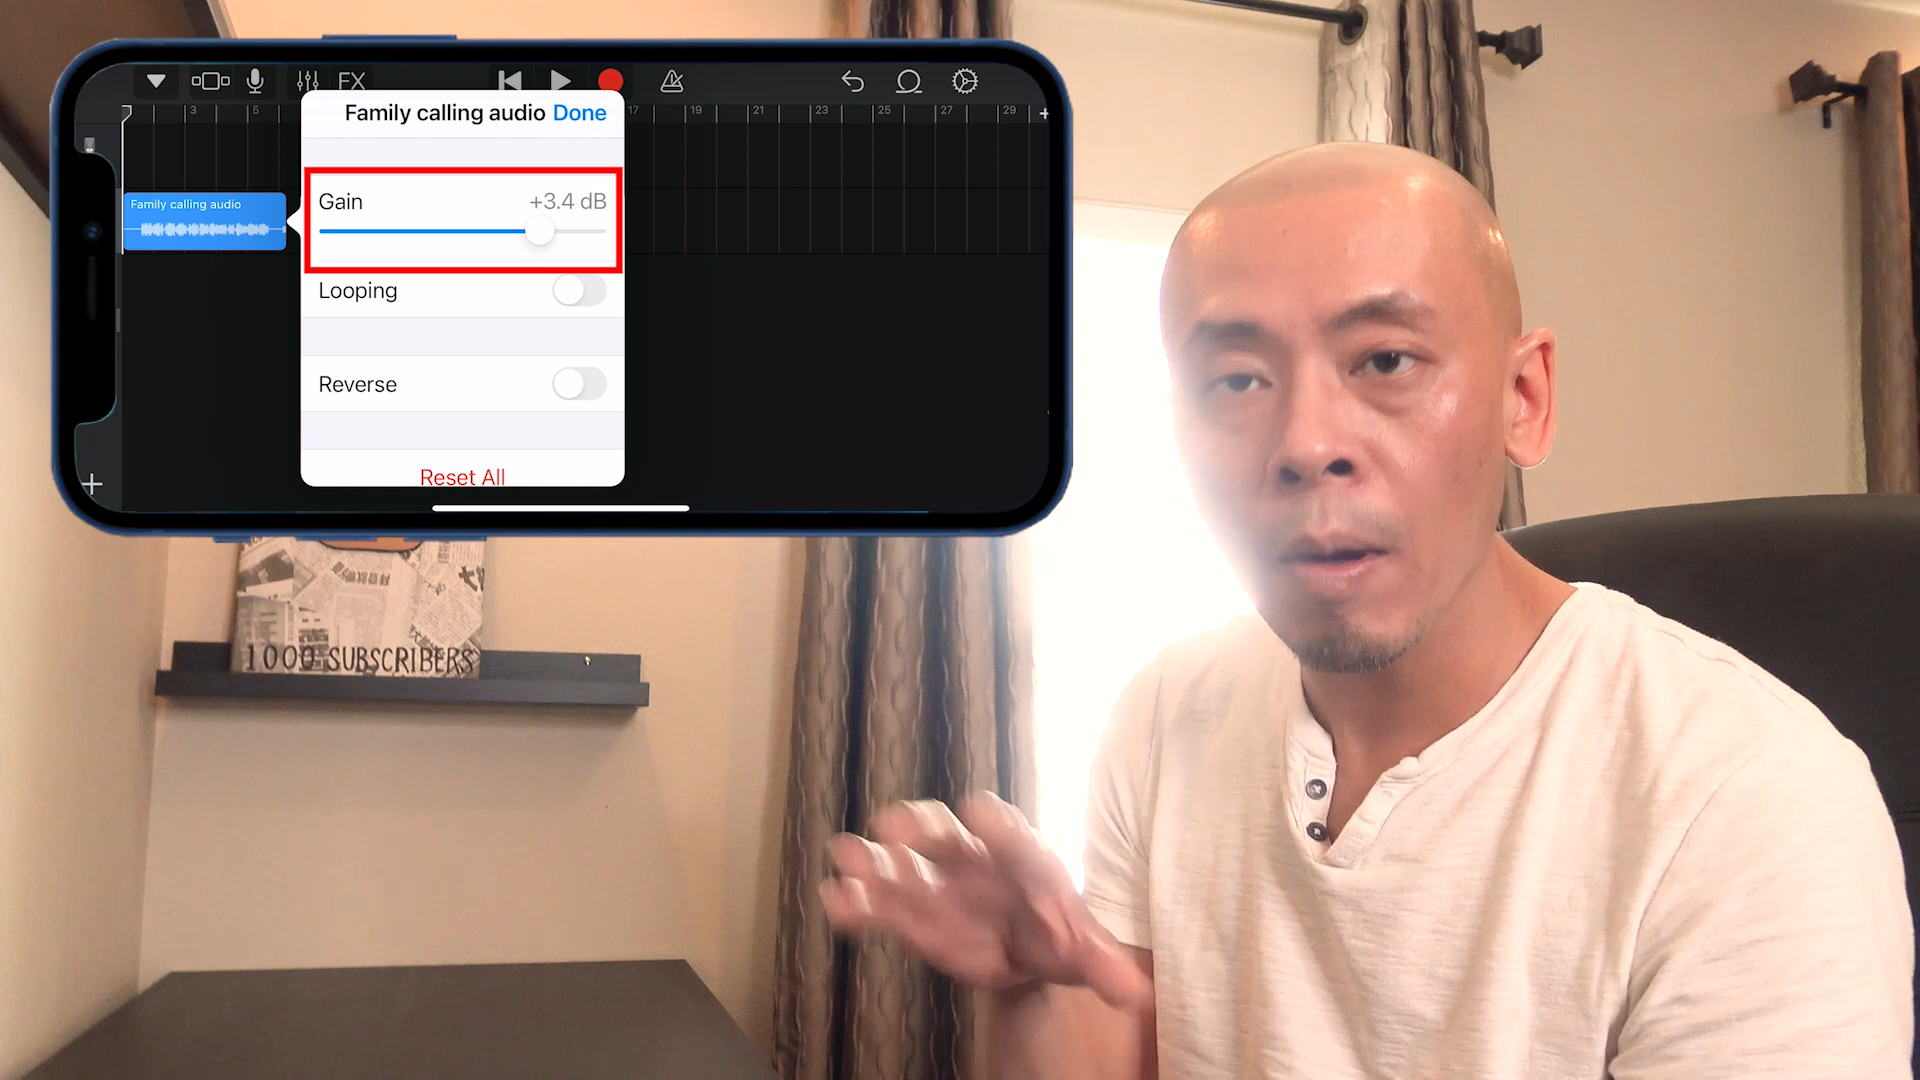 FX
3
5
17
19
21
23
25
27
29
Family calling audio Done
Family calling audio
Gain
+3.4 dB
Looping
Reverse
Reset All
1000 SUBSCRIBERS